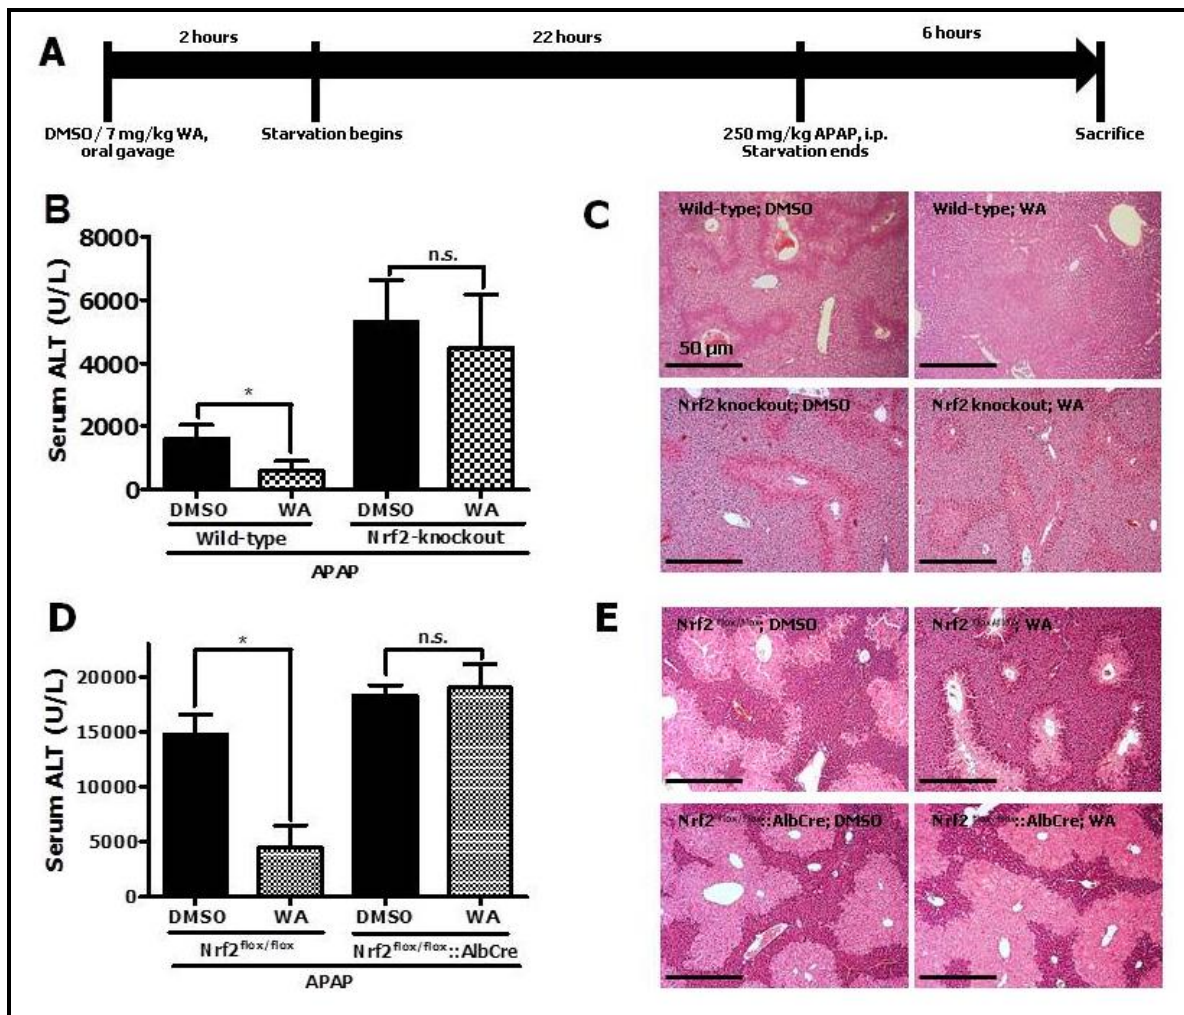 A
2 hours
22 hours
6 hours
DMSO / 7 mg/kg WA,
oral gavage
Starvation begins
250 mg/kg APAP, i.p.
Starvation ends
Sacrifice
B
Serum ALT (U/L)
8000
6000
4000
2000
0
*
n.s.
DMSO
WA
DMSO
WA
Wild-type
Nrf2-knockout
APAP
C
Wild-type; DMSO
50 µm
Wild-type; WA
Nrf2 knockout; DMSO
Nrf2 knockout; WA
D
Serum ALT (U/L)
20000
15000
10000
5000
0
*
n.s.
DMSO
WA
DMSO
WA
Nrf2flox/flox
Nrf2flox/flox::AlbCre
APAP
E
Nrf2flox/flox; DMSO
Nrf2flox/flox; WA
Nrf2flox/flox::AlbCre; DMSO
Nrf2flox/flox::AlbCre; WA